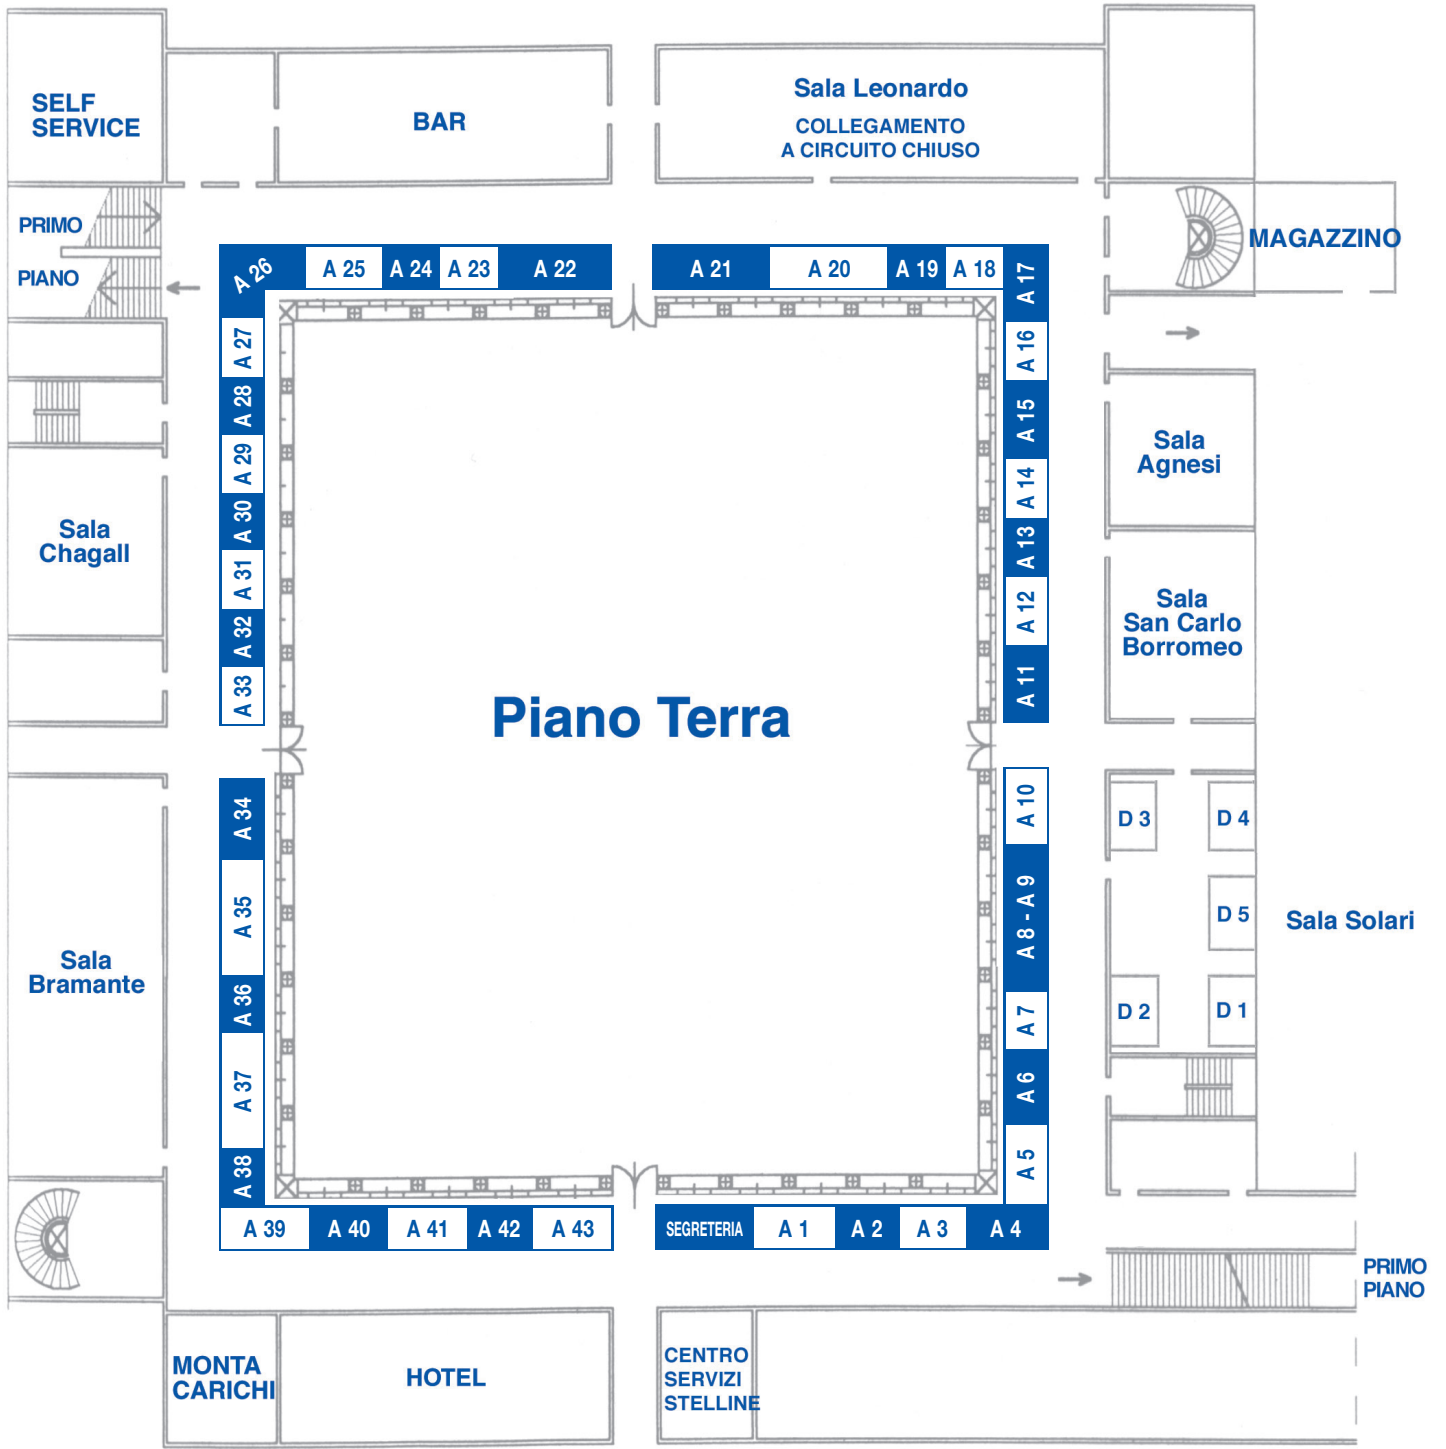 SELF
SERVICE
BAR
Sala Leonardo
COLLEGAMENTO
A CIRCUITO CHIUSO
PRIMO
PIANO
MAGAZZINO
A 26
A 25
A 24
A 23
A 22
A 21
A 20
A 19
A 18
A 17
A 27
A 28
A 29
A 30
A 31
A 32
A 33
A 16
A 15
A 14
A 13
A 12
A 11
Sala
Chagall
Sala
Agnesi
Sala
San Carlo
Borromeo
Piano Terra
A 34
A 35
A 36
A 37
A 38
A 10
A 8 - A 9
A 7
A 6
A 5
D 3
D 4
D 5
D 2
D 1
Sala Solari
Sala
Bramante
A 39
A 40
A 41
A 42
A 43
SEGRETERIA
A 1
A 2
A 3
A 4
PRIMO
PIANO
MONTA
CARICHI
HOTEL
CENTRO
SERVIZI
STELLINE